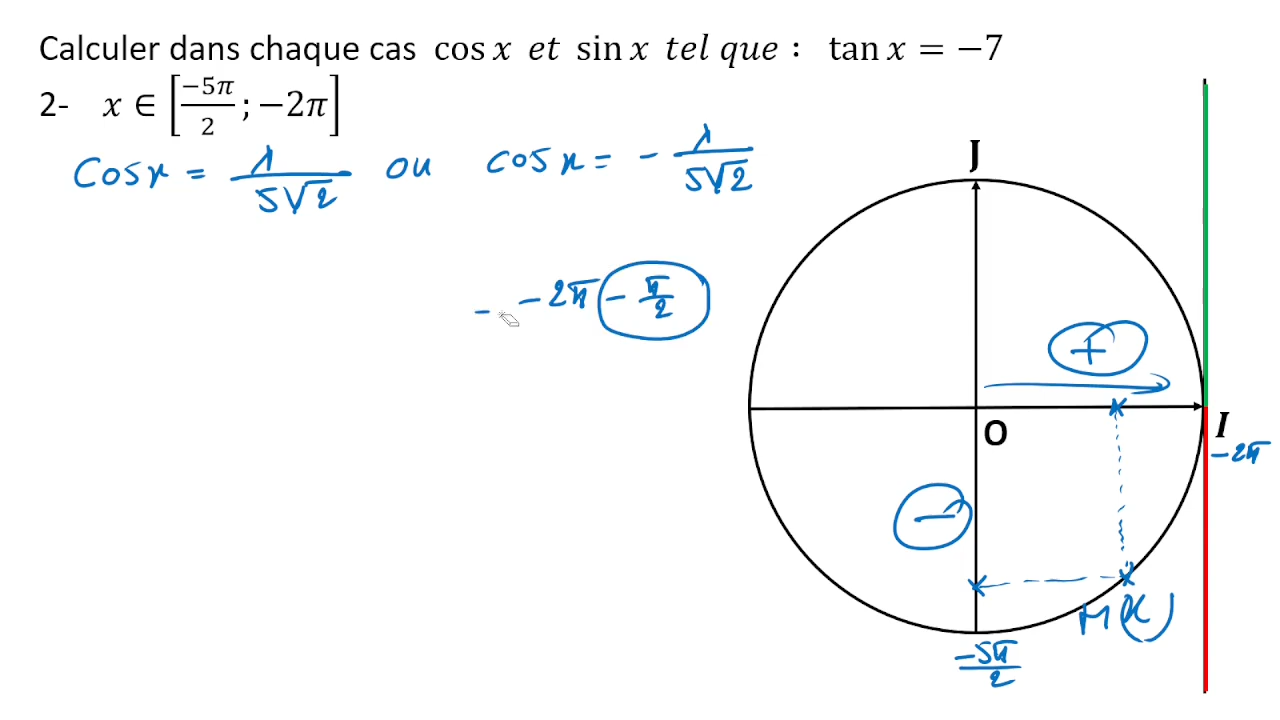 Calculer dans chaque cas cos x et sin x tel que : tan x = −7
2- x ∈ [−5π/2 ; −2π]
cos x = 1/5√2 ou cos x = - 1/5√2
J
- -2π - π/2
+
O
I
-2π
-
M(x)
-5π/2